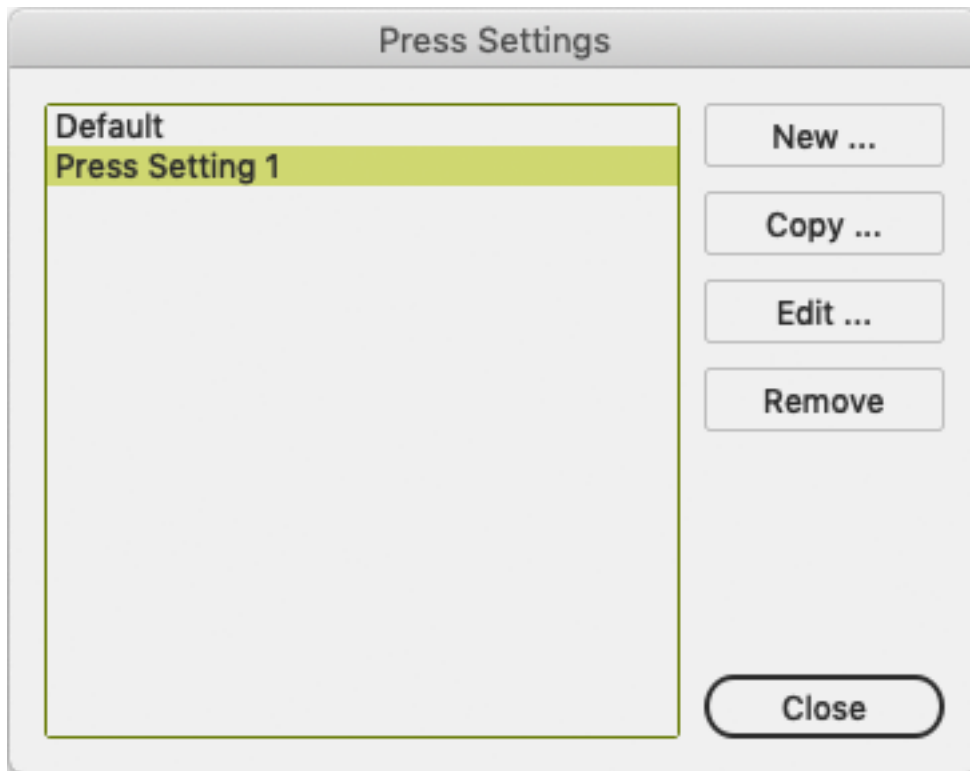 Press Settings
Default
Press Setting 1
New ...
Copy ...
Edit ...
Remove
Close